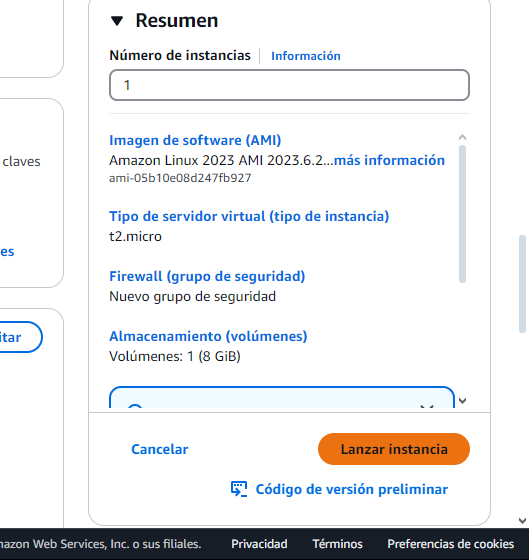 Resumen
Número de instancias
Información
1
Imagen de software (AMI)
Amazon Linux 2023 AMI 2023.6.2...más información
ami-05b10e08d247fb927
claves
Tipo de servidor virtual (tipo de instancia)
t2.micro
es
Firewall (grupo de seguridad)
Nuevo grupo de seguridad
itar
Almacenamiento (volúmenes)
Volúmenes: 1 (8 GiB)
Cancelar
Lanzar instancia
Código de versión preliminar
mazon Web Services, Inc. o sus filiales.
Privacidad
Términos
Preferencias de cookies